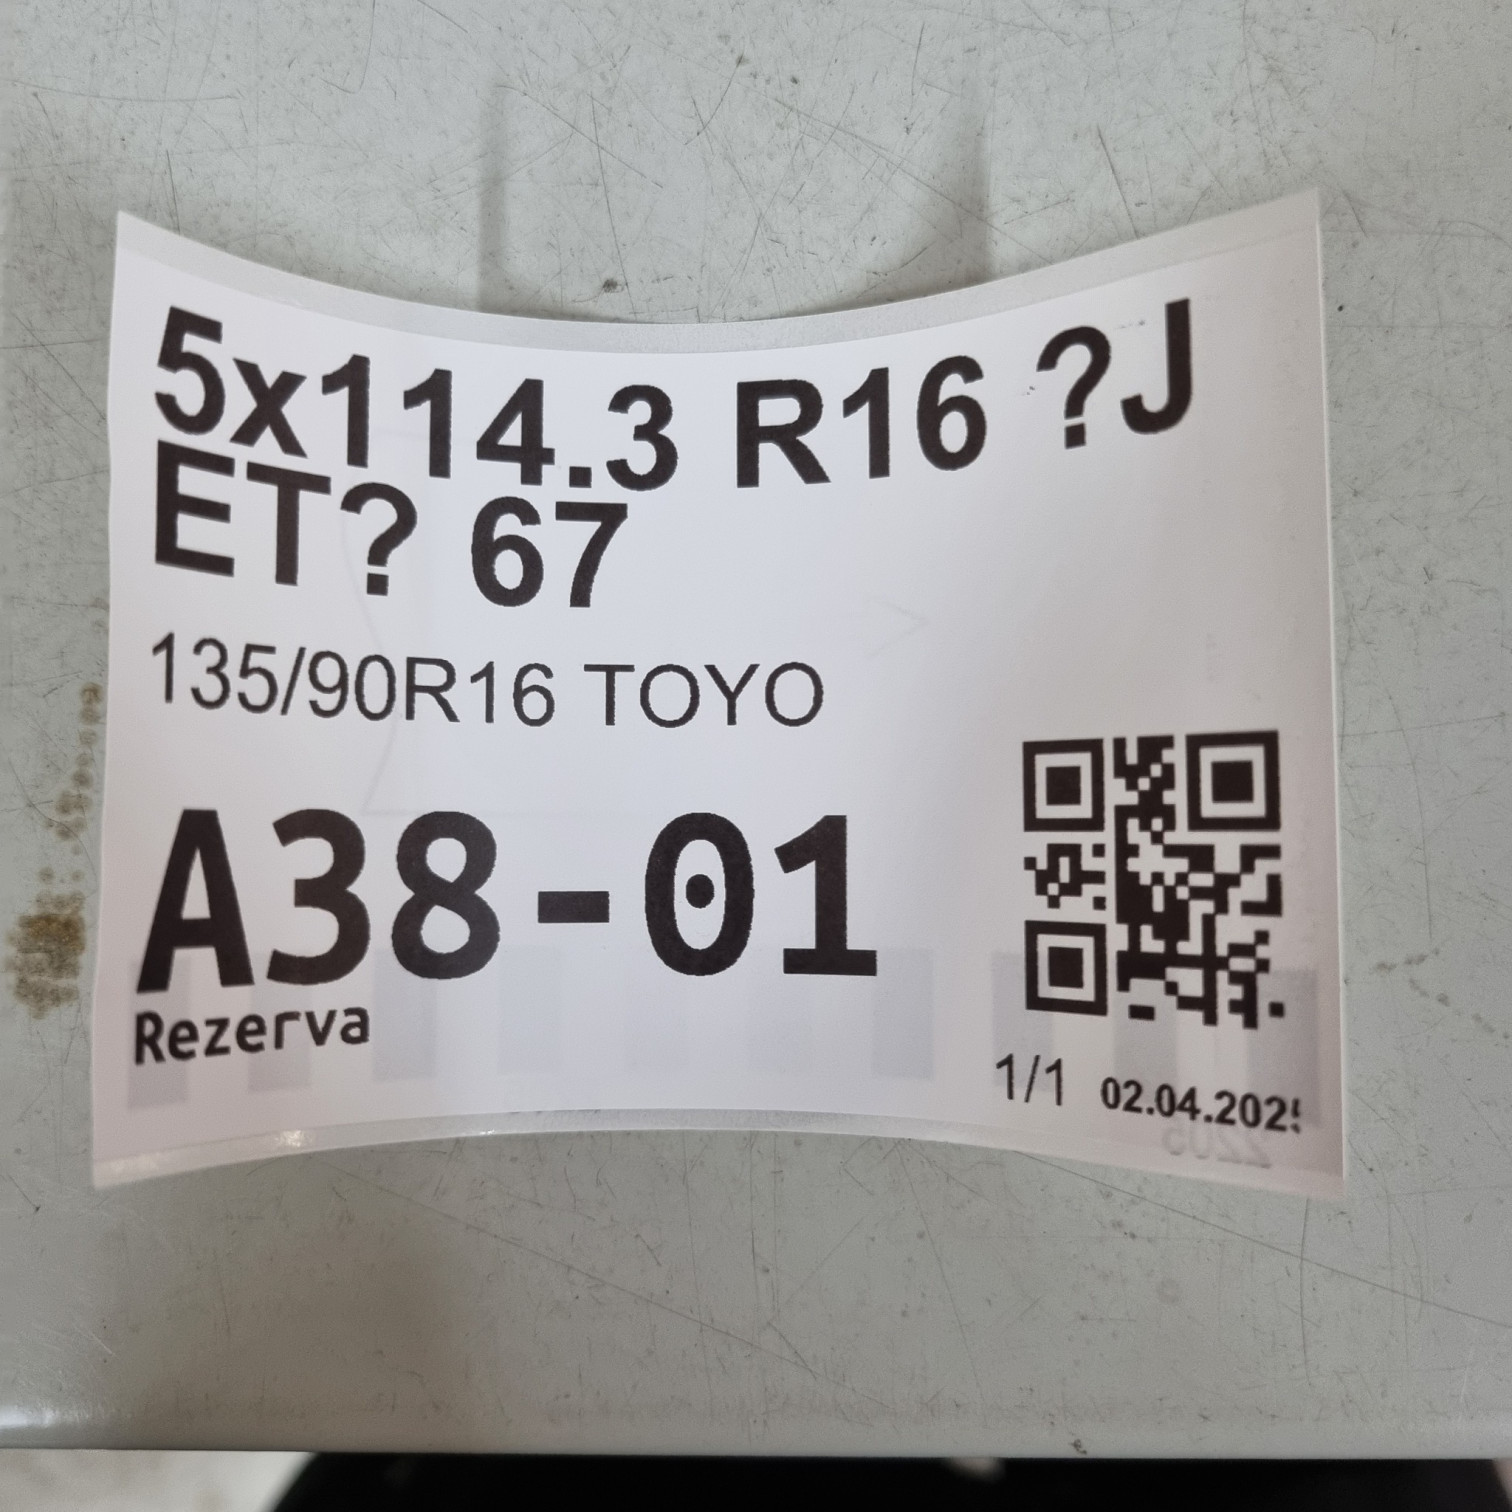 5x114.3 R16 ?J
ET? 67
135/90R16 TOYO
A38-01
Rezerva
1/1 02.04.2025